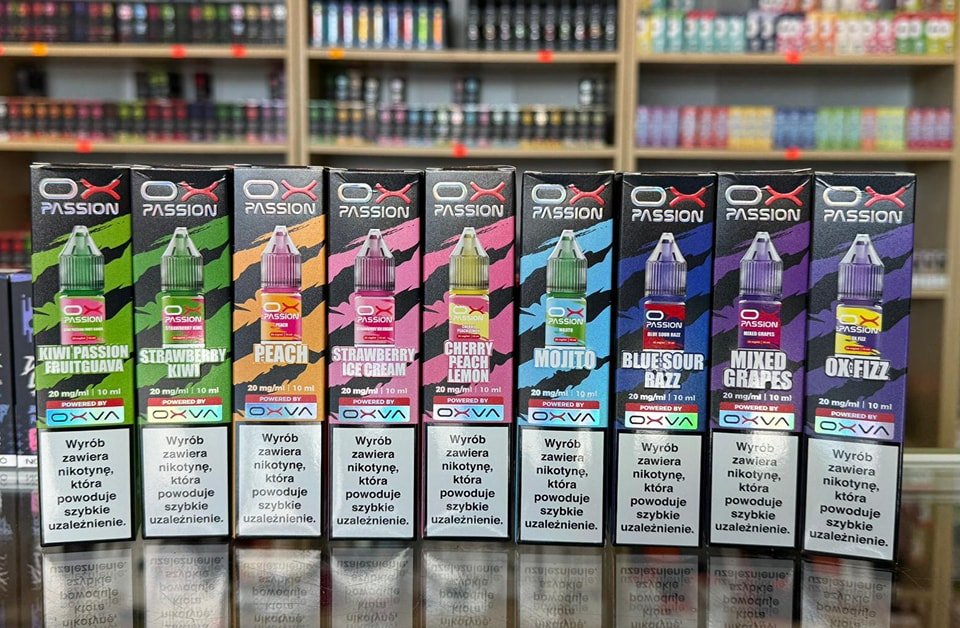 OX
PASSION
KIWI PASSION
FRUITGUAVA
20 mg/ml | 10 ml
POWERED BY
OXVA
Wyrób
zawiera
nikotynę,
która
powoduje
szybkie
uzależnienie.
OX
PASSION
STRAWBERRY
KIWI
20 mg/ml | 10 ml
POWERED BY
OXVA
Wyrób
zawiera
nikotynę,
która
powoduje
szybkie
uzależnienie.
OX
PASSION
PEACH
20 mg/ml | 10 ml
POWERED BY
OXVA
Wyrób
zawiera
nikotynę,
która
powoduje
szybkie
uzależnienie.
OX
PASSION
STRAWBERRY
ICE CREAM
20 mg/ml | 10 ml
POWERED BY
OXVA
Wyrób
zawiera
nikotynę,
która
powoduje
szybkie
uzależnienie.
OX
PASSION
CHERRY
PEACH
LEMON
20 mg/ml | 10 ml
POWERED BY
OXVA
Wyrób
zawiera
nikotynę,
która
powoduje
szybkie
uzależnienie.
OX
PASSION
MOJITO
20 mg/ml | 10 ml
POWERED BY
OXVA
Wyrób
zawiera
nikotynę,
która
powoduje
szybkie
uzależnienie.
OX
PASSION
BLUE SOUR
RAZZ
20 mg/ml | 10 ml
POWERED BY
OXVA
Wyrób
zawiera
nikotynę,
która
powoduje
szybkie
uzależnienie.
OX
PASSION
MIXED
GRAPES
20 mg/ml | 10 ml
POWERED BY
OXVA
Wyrób
zawiera
nikotynę,
która
powoduje
szybkie
uzależnienie.
OX
PASSION
OX FIZZ
20 mg/ml | 10 ml
POWERED BY
OXVA
Wyrób
zawiera
nikotynę,
która
powoduje
szybkie
uzależnienie.